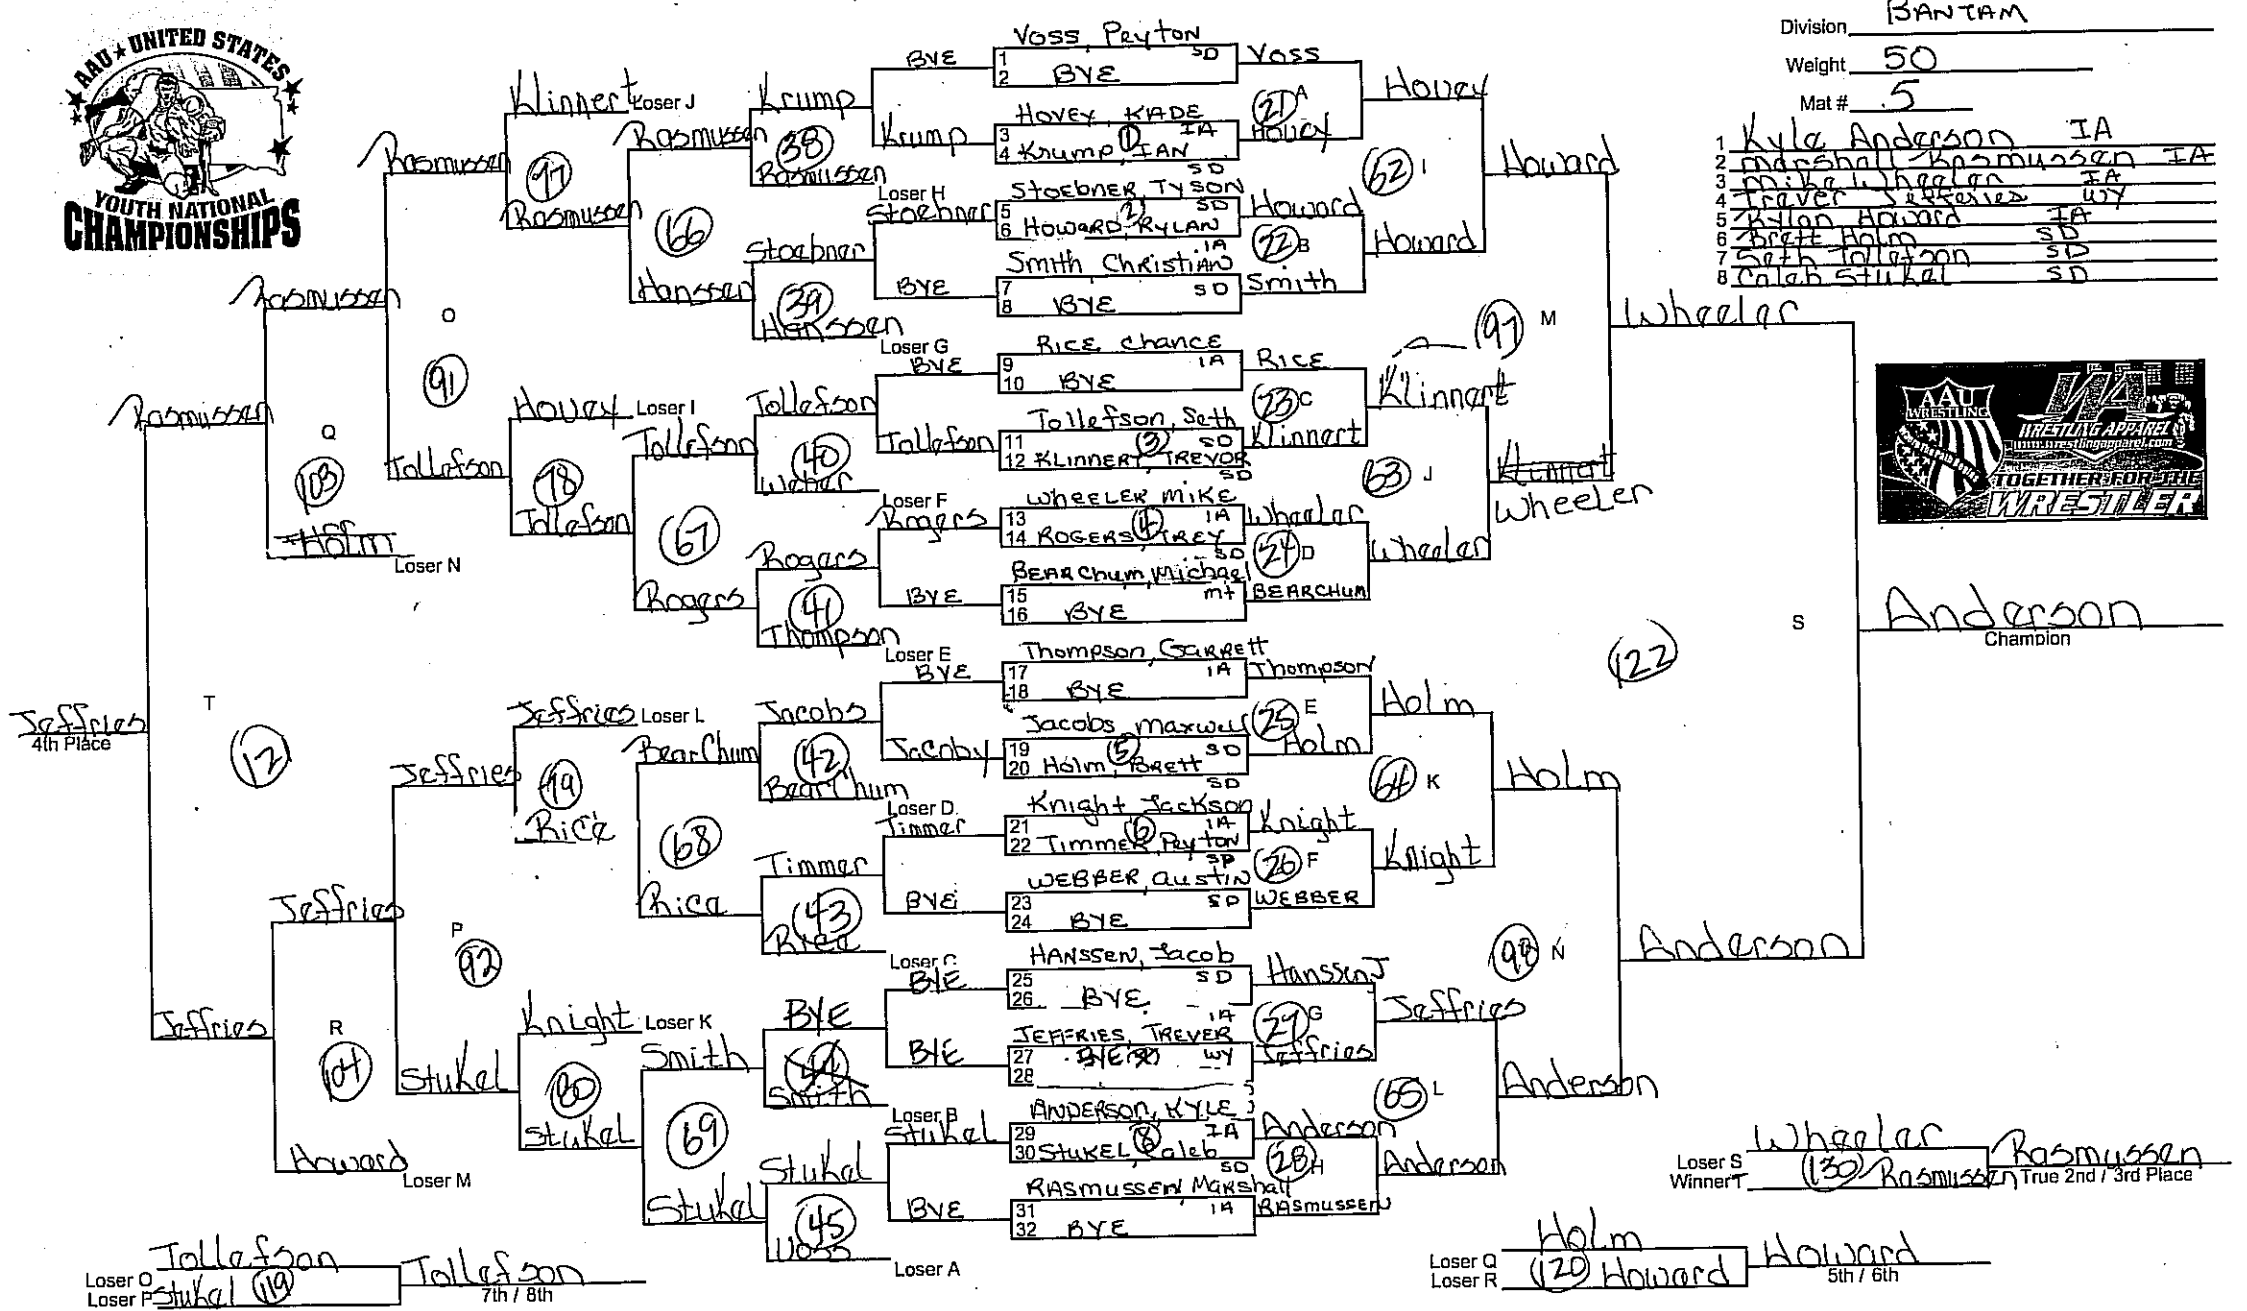 AAU ★ UNITED STATES
YOUTH NATIONAL
CHAMPIONSHIPS
Division BANTAM
Weight 50
Mat # 5
1 Kyle Anderson IA
2 Marshall Rasmussen IA
3 Mike Wheeler IA
4 Trever Jefferies WY
5 Rylan Howard IA
6 Brett Holm SD
7 Seth Tollefson SD
8 Caleb Stukel SD
AAU
WRESTLING
WA
WRESTLING APPAREL
www.wrestlingapparel.com
TOGETHER FOR THE
WRESTLER
Voss, Peyton
1 SD
2 BYE
HOVEY, KADE
3 (1) IA
4 Krump, IAN
SD
Stoebner, Tyson
5 (2) SD
6 HOWARD, RYLAN
IA
Smith Christian
7 SD
8 BYE
RICE, Chance
9 IA
10 BYE
Tollefson, Seth
11 (3) SD
12 KLINNERT, TREVOR
SD
WHEELER MIKE
13 (4) IA
14 ROGERS, TREY
SD
BEARChum, Michael
15 mt
16 BYE
Thompson, GARRETT
17 IA
18 BYE
Jacobs, Maxwell
19 (5) SD
20 Holm, Brett
SD
Knight, Jackson
21 (6) IA
22 TIMMER, Peyton
SD
WEBBER, Austin
23 SD
24 BYE
HANSSEN, Jacob
25 SD
26 BYE
IA
JEFFRIES, TREVER
27 BYE WY
28
ANDERSON, KYLE
29 IA
30 STUKEL, Caleb (8)
SD
RASMUSSEN, Marshall
31 IA
32 BYE
Voss
(21) A
Hovey
Howard
(22) B
Smith
RICE
(23) C
Klinnert
Wheeler
(24) D
BEARCHUM
Thompson
(25) E
Holm
Knight
(26) F
WEBBER
Hanssen J
(27) G
Jeffries
Anderson
(28) H
RASMUSSEN
Hovey
(62) I
Howard
Klinnert
(63) J
Wheeler
Holm
(64) K
Knight
Jeffries
(65) L
Anderson
Howard
(97) M
Klinnert
Wheeler
Holm
(98) N
Anderson
Wheeler
(122) S
Anderson
Anderson
Champion
BYE
Krump
Loser H
Stoebner
BYE
Loser G
BYE
Tollefson
Loser F
Rogers
BYE
Loser E
BYE
Jacoby
Loser D
Timmer
BYE
Loser C
BYE
BYE
Loser B
Stukel
BYE
Loser A
Krump
(38)
Rasmussen
Stoebner
(39)
Hanssen
Tollefson
(40)
Weber
Rogers
(41)
Thompson
Jacobs
(42)
BearChum
Timmer
(43)
Rice
BYE
(44)
Smith
Stukel
(45)
Voss
Rasmussen
(66)
Hanssen
Tollefson
(67)
Rogers
BearChum
(68)
Rice
Smith
(69)
Stukel
Klinnert Loser J
(77)
Rasmussen
Hovey Loser I
(78)
Tollefson
Jeffries Loser L
(79)
Rice
Knight Loser K
(80)
Stukel
Rasmussen
O
(91)
Tollefson
Jeffries
P
(92)
Stukel
Rasmussen
Q
(103)
Holm
Loser N
Jeffries
R
(104)
Howard
Loser M
Rasmussen
T
(121)
Jeffries
Jeffries
4th Place
Tollefson
Loser O
Loser P Stukel (119)
Tollefson
7th / 8th
Wheeler
Loser S
Winner T (130) Rasmussen
Rasmussen
True 2nd / 3rd Place
Holm
Loser Q
Loser R (120) Howard
Howard
5th / 6th